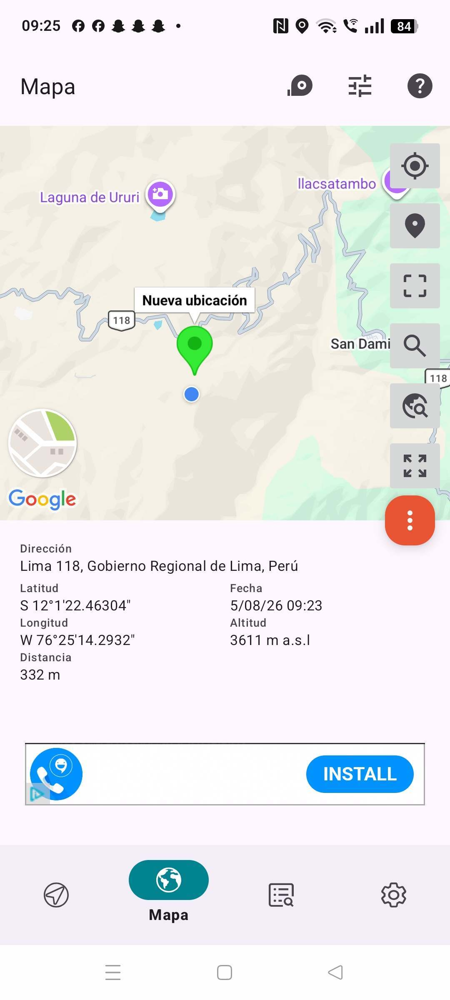 09:25
84
Mapa
?
Laguna de Ururi
llacsatambo
Nueva ubicación
118
San Dami
118
Google
Dirección
Lima 118, Gobierno Regional de Lima, Perú
Latitud
Fecha
S 12°1'22.46304"
5/08/26 09:23
Longitud
Altitud
W 76°25'14.2932"
3611 m a.s.l
Distancia
332 m
INSTALL
Mapa